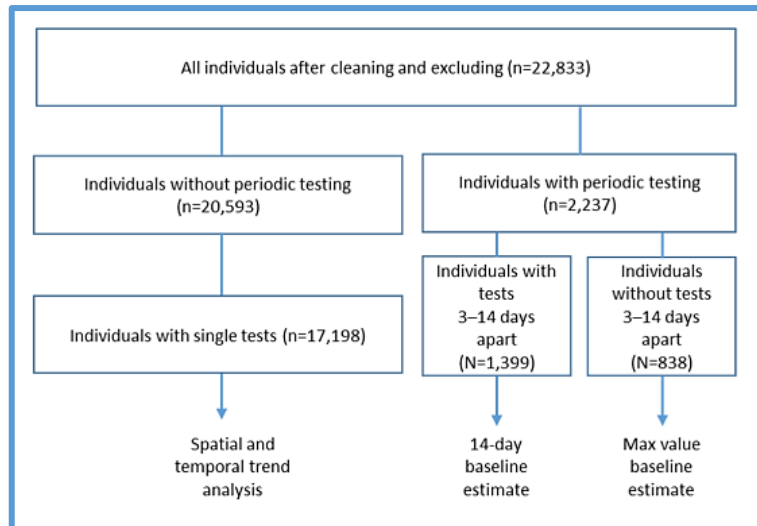 All individuals after cleaning and excluding (n=22,833)
Individuals without periodic testing
(n=20,593)
Individuals with periodic testing
(n=2,237)
Individuals with single tests (n=17,198)
Individuals with
tests
3–14 days
apart
(N=1,399)
Individuals
without tests
3–14 days
apart
(N=838)
Spatial and
temporal trend
analysis
14-day
baseline
estimate
Max value
baseline
estimate